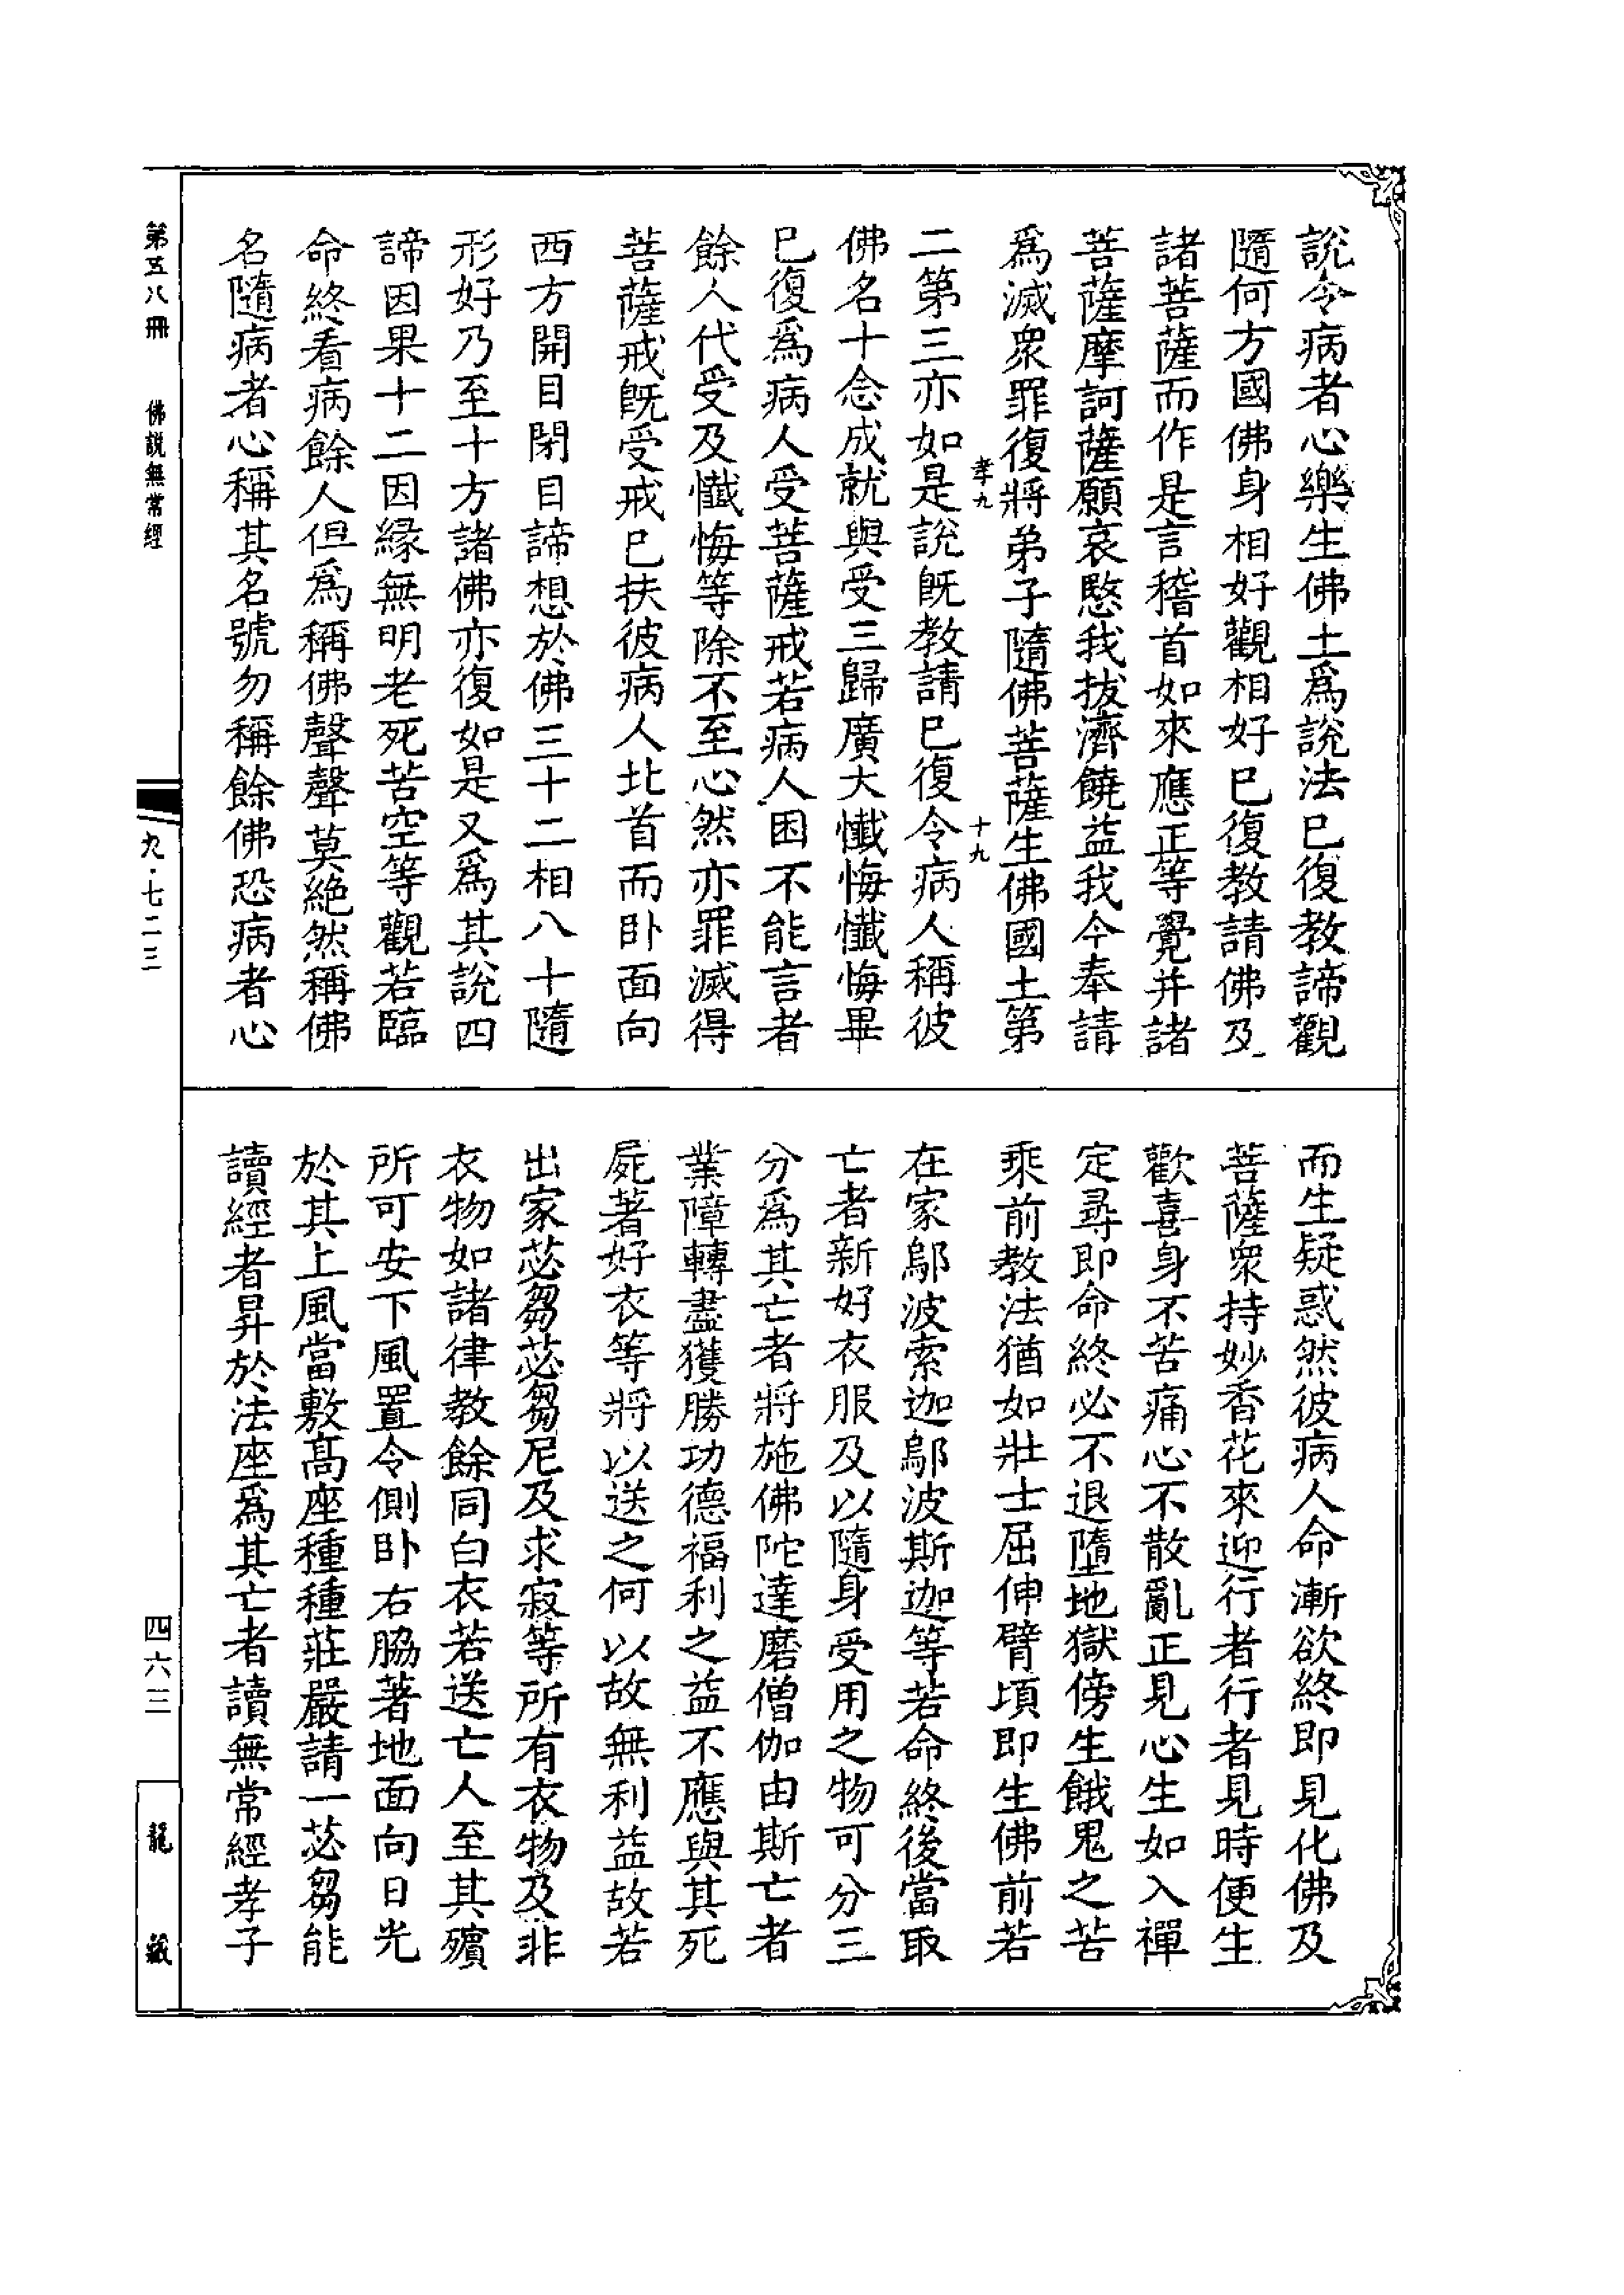 說令病者心樂生佛土爲說法巳復教諦觀
隨何方國佛身相好觀相好巳復教請佛及
諸菩薩而作是言稽首如來應正等覺并諸
菩薩摩訶薩願哀愍我拔濟饒益我今奉請
爲滅衆罪復將弟子隨佛菩薩生佛國土第
孝九
十九
二第三亦如是說旣教請巳復令病人稱彼
佛名十念成就與受三歸廣大懺悔懺悔畢
巳復爲病人受菩薩戒若病人困不能言者
餘人代受及懺悔等除不至心然亦罪滅得
菩薩戒旣受戒巳扶彼病人北首而卧面向
西方開目閉目諦想於佛三十二相八十隨
形好乃至十方諸佛亦復如是又爲其說四
諦因果十二因緣無明老死苦空等觀若臨
命終看病餘人但爲稱佛聲聲莫絶然稱佛
名隨病者心稱其名號勿稱餘佛恐病者心
而生疑惑然彼病人命漸欲終即見化佛及
菩薩衆持妙香花來迎行者行者見時便生
歡喜身不苦痛心不散亂正見心生如入禪
定尋即命終必不退墮地獄傍生餓鬼之苦
乘前教法猶如壯士屈伸臂頃即生佛前若
在家鄔波索迦鄔波斯迦等若命終後當取
亡者新好衣服及以隨身受用之物可分三
分爲其亡者將施佛陀達磨僧伽由斯亡者
業障轉盡獲勝功德福利之益不應與其死
屍著好衣等將以送之何以故無利益故若
出家苾芻苾芻尼及求寂等所有衣物及非
衣物如諸律教餘同白衣若送亡人至其殯
所可安下風置令側卧右脇著地面向日光
於其上風當敷髙座種種莊嚴請一苾芻能
讀經者昇於法座爲其亡者讀無常經孝子
第五八冊
佛說無常經
九·七二三
四六三
龍藏